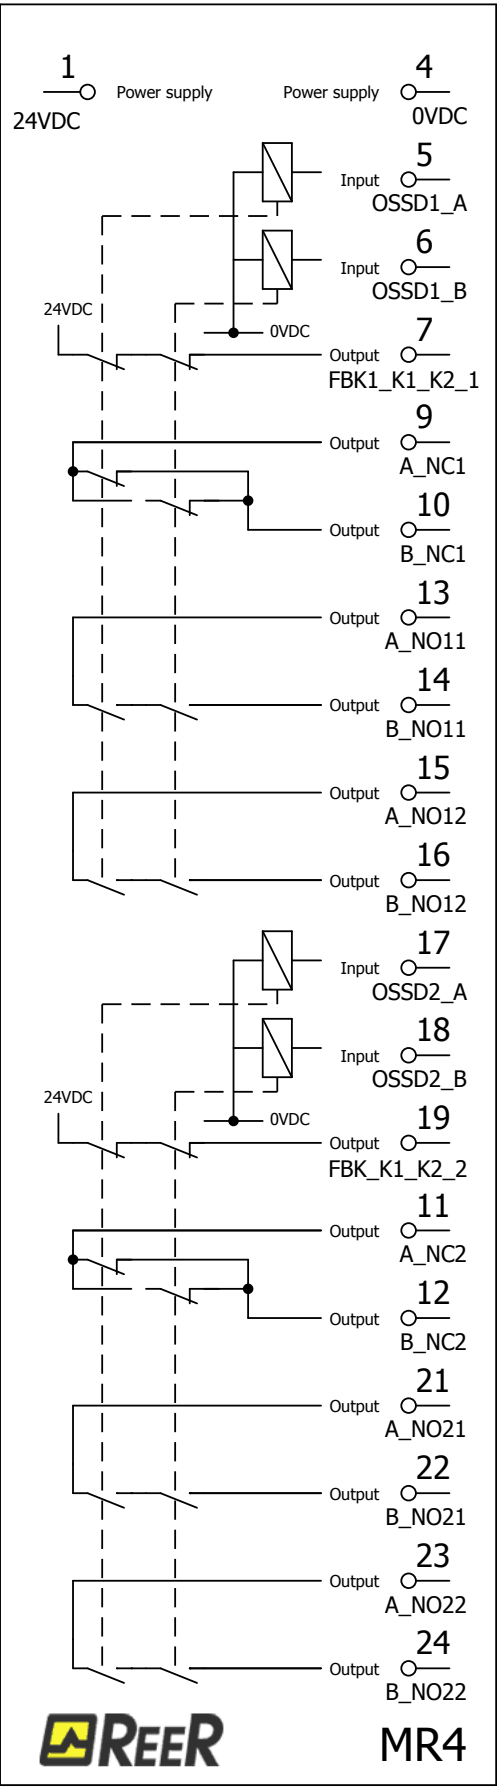 1 4
Power supply Power supply
24VDC 0VDC
5
Input
OSSD1_A
6
Input
OSSD1_B
24VDC
0VDC
7
Output
FBK1_K1_K2_1
9
Output
A_NC1
10
Output
B_NC1
13
Output
A_NO11
14
Output
B_NO11
15
Output
A_NO12
16
Output
B_NO12
17
Input
OSSD2_A
18
Input
OSSD2_B
24VDC
0VDC
19
Output
FBK_K1_K2_2
11
Output
A_NC2
12
Output
B_NC2
21
Output
A_NO21
22
Output
B_NO21
23
Output
A_NO22
24
Output
B_NO22
REER MR4